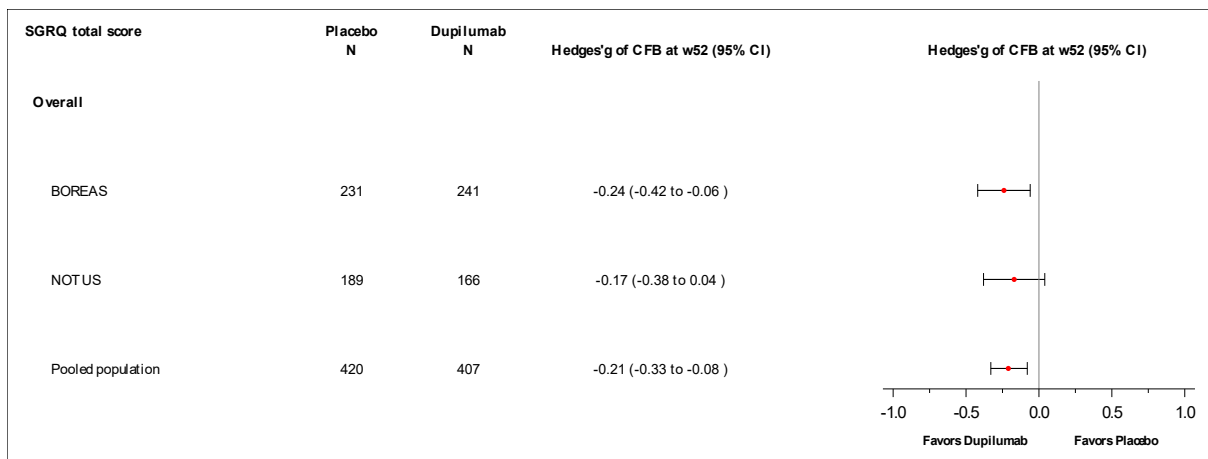 SGRQ total score Placebo N Dupilumab N Hedges'g of CFB at w52 (95% CI) Hedges'g of CFB at w52 (95% CI)
Overall
BOREAS 231 241 -0.24 (-0.42 to -0.06 )
NOTUS 189 166 -0.17 (-0.38 to 0.04 )
Pooled population 420 407 -0.21 (-0.33 to -0.08 )
-1.0 -0.5 0.0 0.5 1.0
Favors Dupilumab Favors Placebo